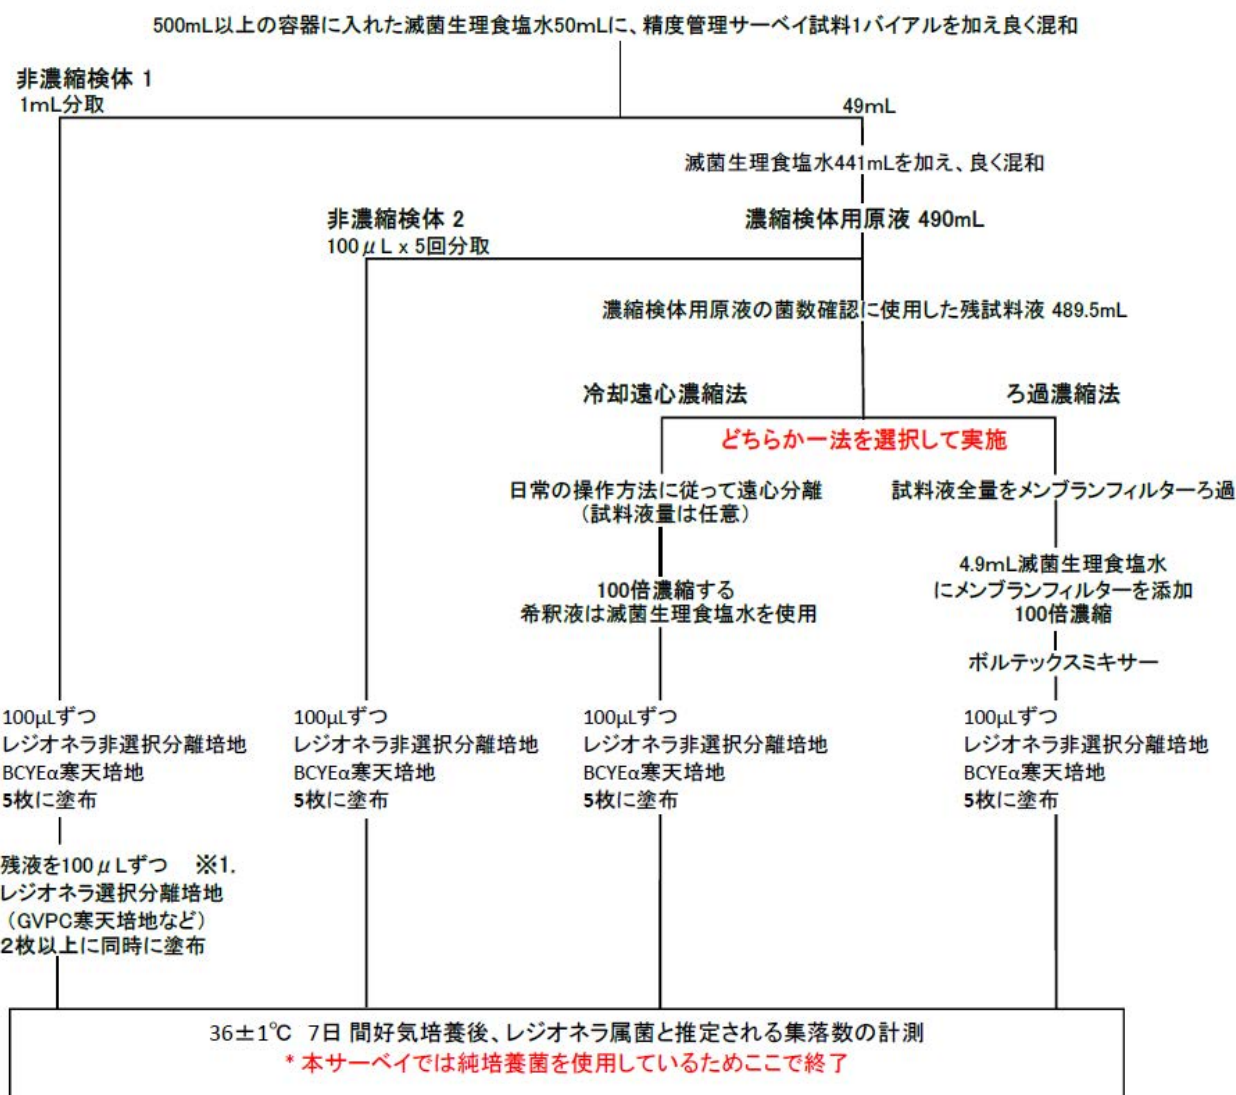 500mL以上の容器に入れた滅菌生理食塩水50mLに、精度管理サーベイ試料1バイアルを加え良く混和
非濃縮検体 1
1mL分取
49mL
滅菌生理食塩水441mLを加え、良く混和
非濃縮検体 2
100μL x 5回分取
濃縮検体用原液 490mL
濃縮検体用原液の菌数確認に使用した残試料液 489.5mL
冷却遠心濃縮法
ろ過濃縮法
どちらか一法を選択して実施
日常の操作方法に従って遠心分離
（試料液量は任意）
100倍濃縮する
希釈液は滅菌生理食塩水を使用
試料液全量をメンブランフィルターろ過
4.9mL滅菌生理食塩水
にメンブランフィルターを添加
100倍濃縮
ボルテックスミキサー
100μLずつ
レジオネラ非選択分離培地
BCYEα寒天培地
5枚に塗布
残液を100μLずつ ※1.
レジオネラ選択分離培地
（GVPC寒天培地など）
2枚以上に同時に塗布
100μLずつ
レジオネラ非選択分離培地
BCYEα寒天培地
5枚に塗布
100μLずつ
レジオネラ非選択分離培地
BCYEα寒天培地
5枚に塗布
100μLずつ
レジオネラ非選択分離培地
BCYEα寒天培地
5枚に塗布
36±1℃ 7日間好気培養後、レジオネラ属菌と推定される集落数の計測
* 本サーベイでは純培養菌を使用しているためここで終了